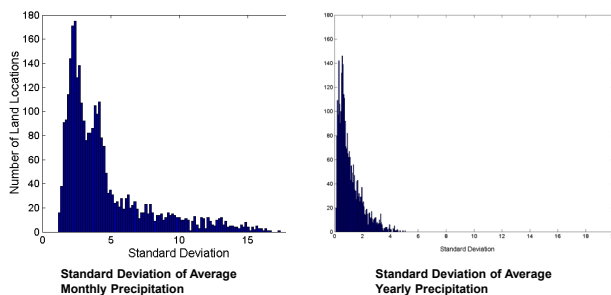 180
160
140
120
100
80
60
40
20
0
Number of Land Locations
0 5 10 15
Standard Deviation
Standard Deviation of Average
Monthly Precipitation
180
160
140
120
100
80
60
40
20
0
0 2 4 6 8 10 12 14 16 18
Standard Deviation
Standard Deviation of Average
Yearly Precipitation